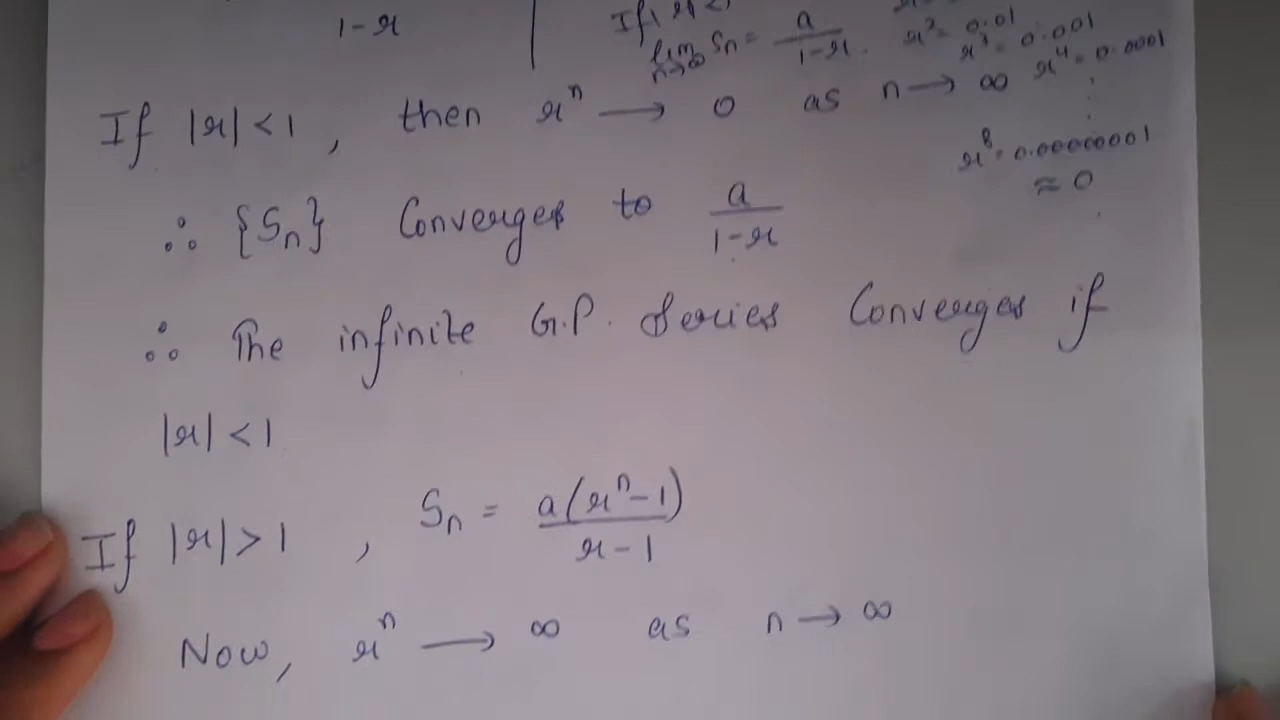 1-r
If |r| <1
lim n→∞ Sn = a/(1-r).
r² = 0.01
r³ = 0.001
r⁴ = 0.0001
If |r| < 1, then rⁿ → 0 as n → ∞
r⁸ = 0.00000001
≈ 0
∴ {Sn} Converges to a/(1-r)
∴ The infinite G.P. Series Converges if
|r| < 1
If |r| > 1, Sn = a(rⁿ-1)/(r-1)
Now, rⁿ → ∞ as n → ∞